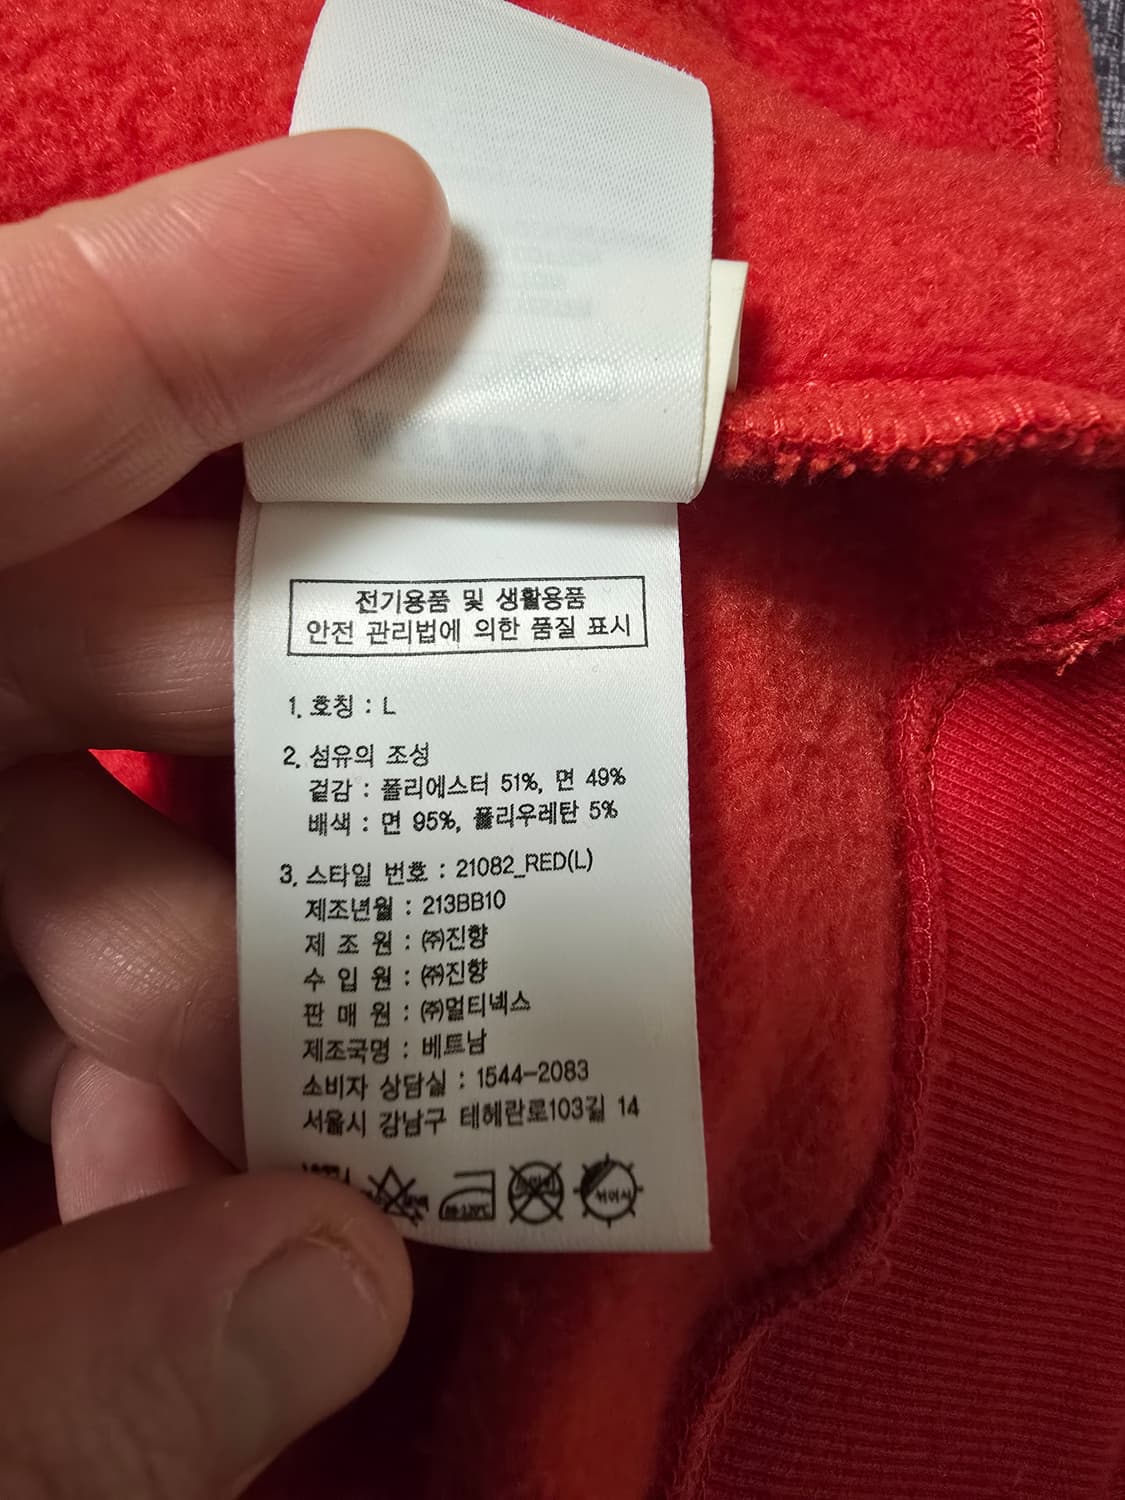 전기용품 및 생활용품
안전 관리법에 의한 품질 표시
1. 호칭 : L
2. 섬유의 조성
겉감 : 폴리에스터 51%, 면 49%
배색 : 면 95%, 폴리우레탄 5%
3. 스타일 번호 : 21082_RED(L)
제조년월 : 213BB10
제 조 원 : ㈜진향
수 입 원 : ㈜진향
판 매 원 : ㈜멀티넥스
제조국명 : 베트남
소비자 상담실 : 1544-2083
서울시 강남구 테헤란로103길 14